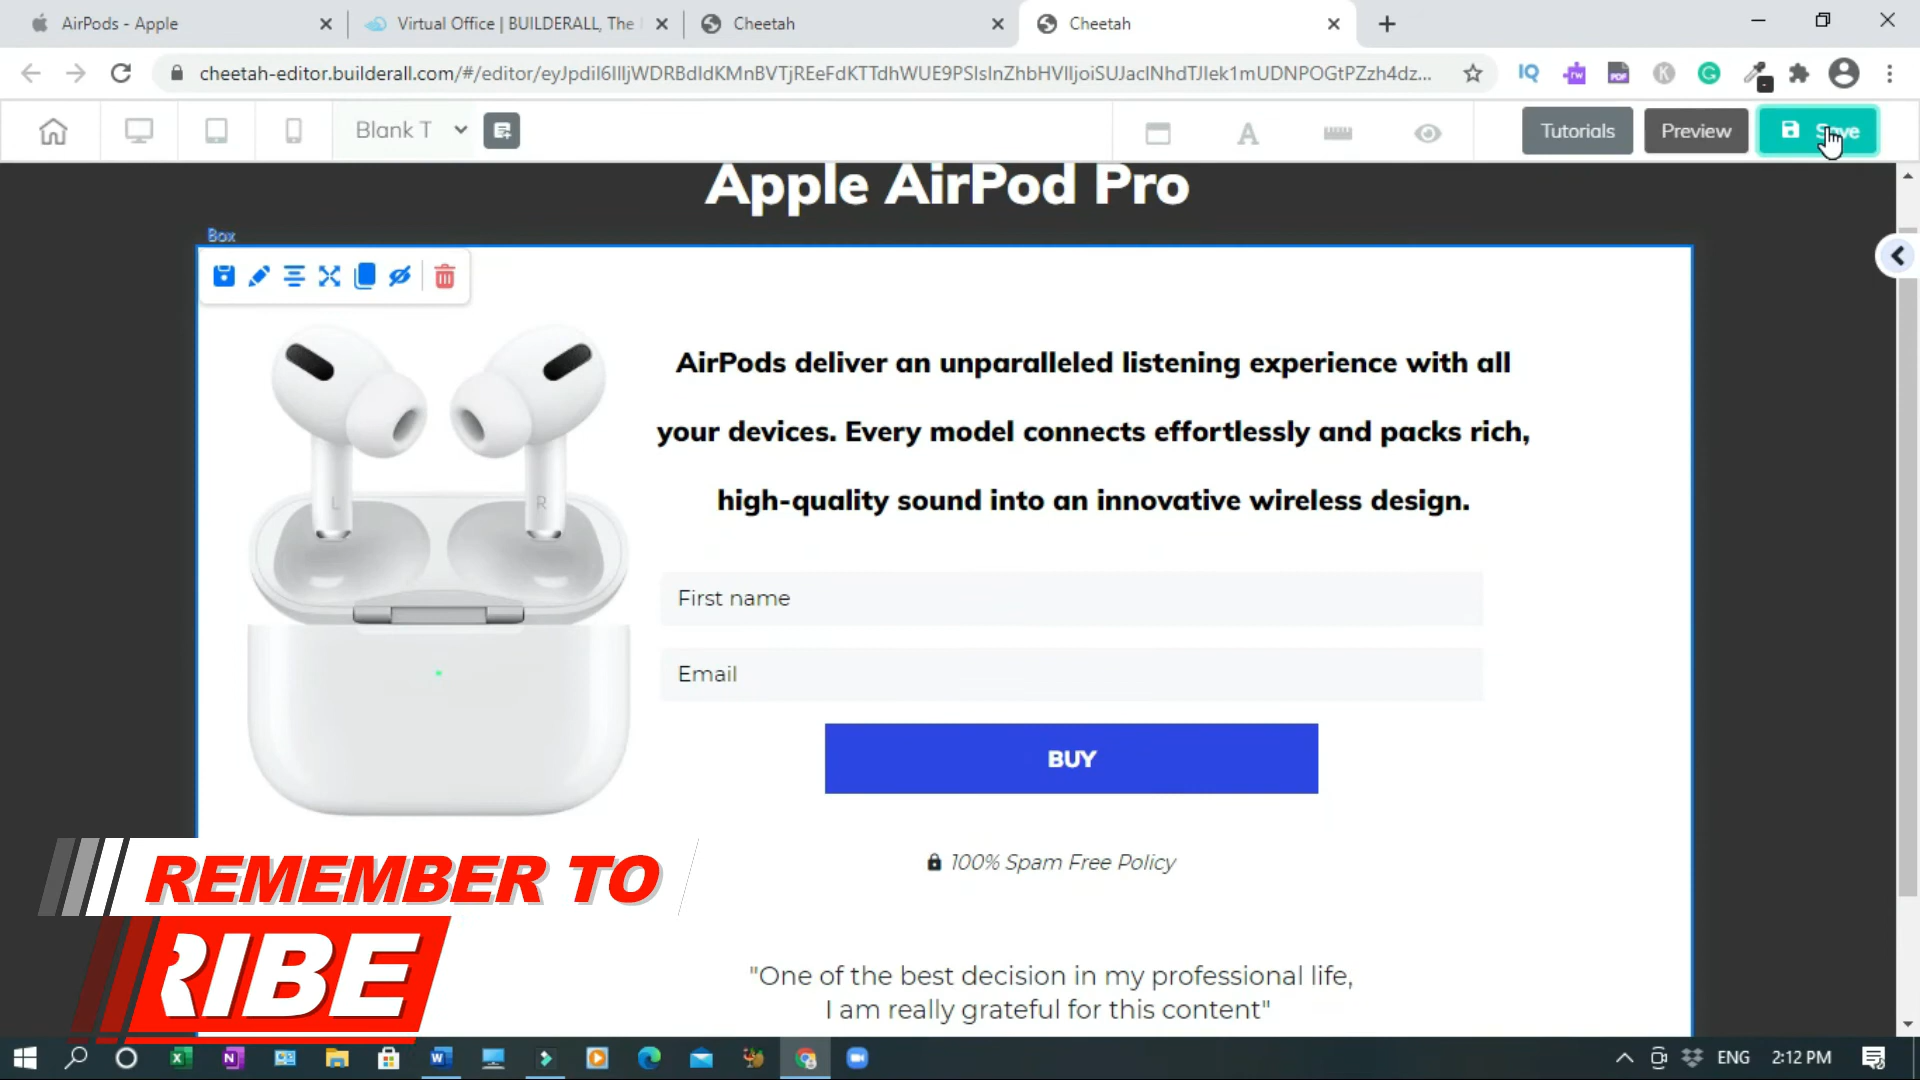 AirPods - Apple
Virtual Office | BUILDERALL, The
Cheetah
Cheetah
cheetah-editor.builderall.com/#/editor/
Blank T
Tutorials
Preview
Save
Apple AirPod Pro
Box
AirPods deliver an unparalleled listening experience with all
your devices. Every model connects effortlessly and packs rich,
high-quality sound into an innovative wireless design.
L
R
First name
Email
BUY
100% Spam Free Policy
"One of the best decision in my professional life,
I am really grateful for this content"
REMEMBER TO
RIBE
ENG
2:12 PM